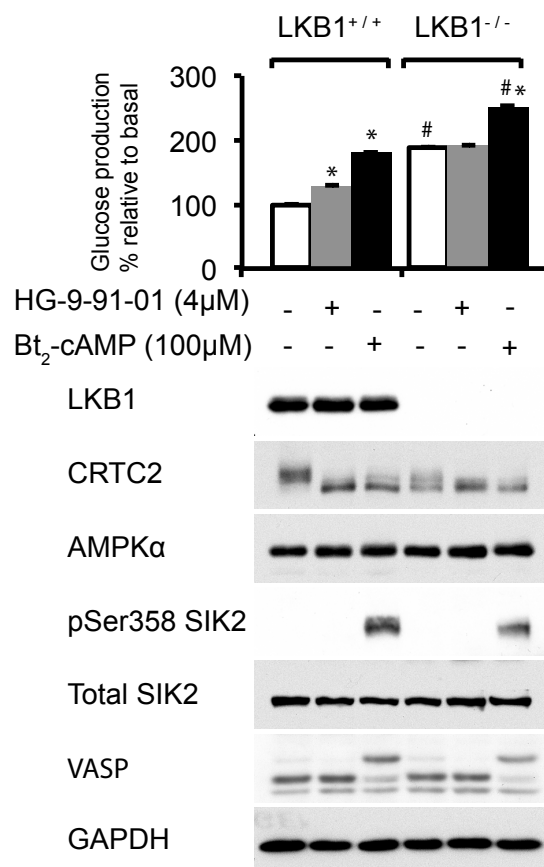 LKB1+/+ LKB1-/-
Glucose production
% relative to basal
300
200
100
0
# *
*
#
*
HG-9-91-01 (4µM) - + - - + -
Bt2-cAMP (100µM) - - + - - +
LKB1
CRTC2
AMPKα
pSer358 SIK2
Total SIK2
VASP
GAPDH